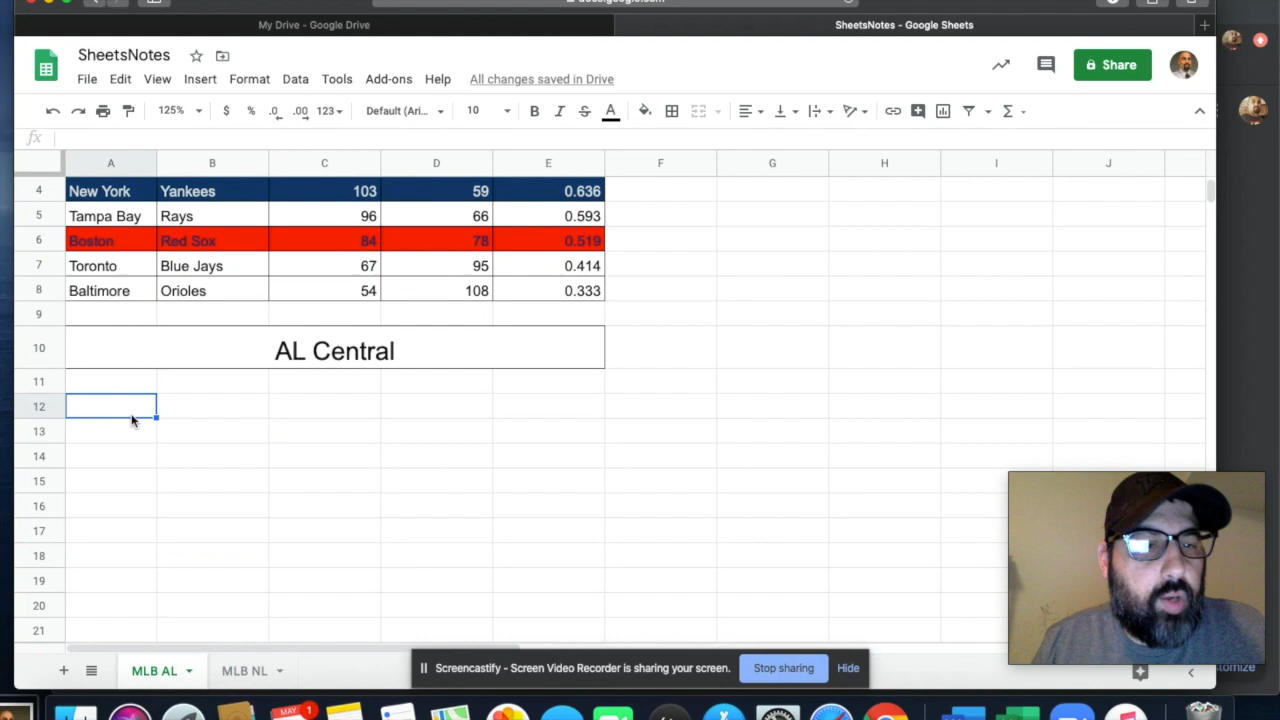 docs.google.com
My Drive - Google Drive
SheetsNotes - Google Sheets
SheetsNotes
File Edit View Insert Format Data Tools Add-ons Help All changes saved in Drive
Share
125% $ % .0 .00 123 Default (Ari... 10 B I S A Σ
fx
A B C D E F G H I J
4 New York Yankees 103 59 0.636
5 Tampa Bay Rays 96 66 0.593
6 Boston Red Sox 84 78 0.519
7 Toronto Blue Jays 67 95 0.414
8 Baltimore Orioles 54 108 0.333
9
10 AL Central
11
12
13
14
15
16
17
18
19
20
21
MLB AL MLB NL
Screencastify - Screen Video Recorder is sharing your screen. Stop sharing Hide
MAY 1